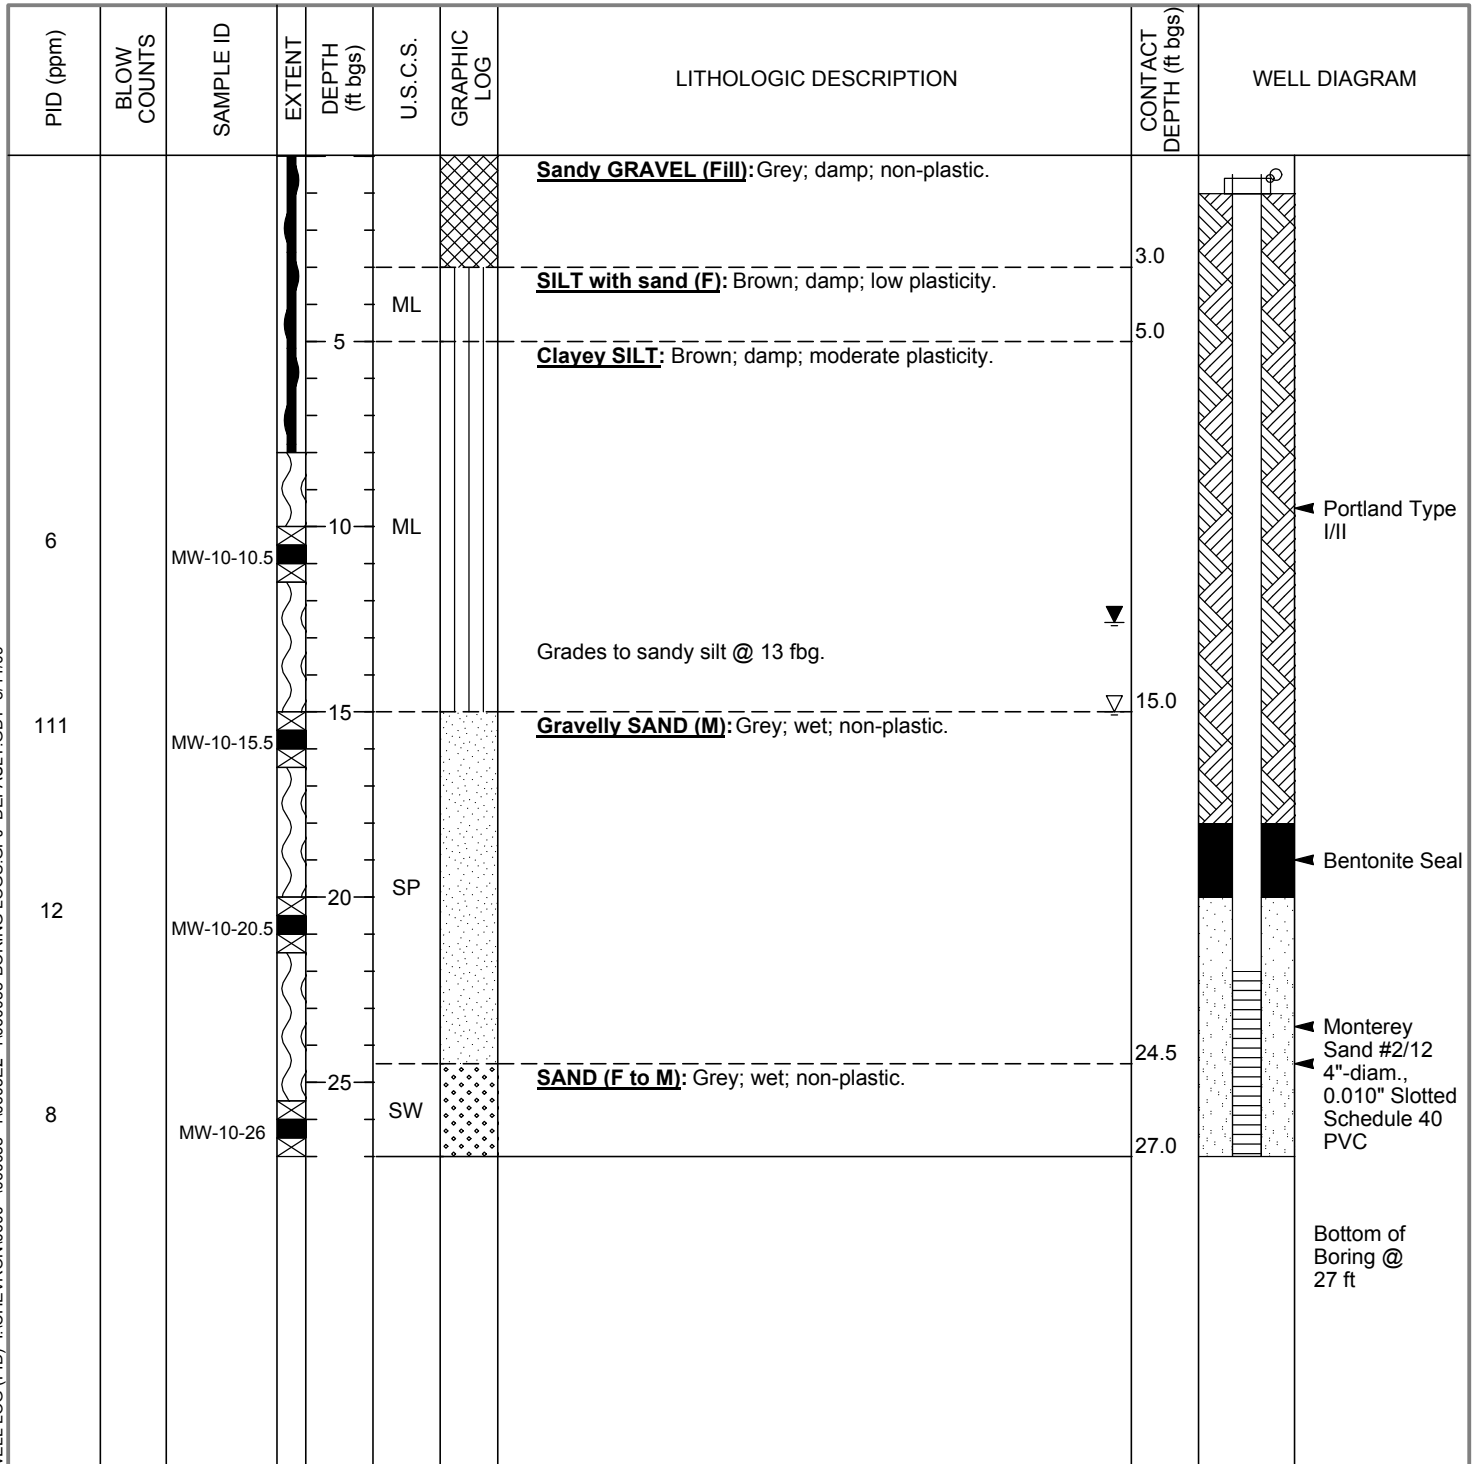 PID (ppm)
BLOW
COUNTS
SAMPLE ID
EXTENT
DEPTH
(ft bgs)
U.S.C.S.
GRAPHIC
LOG
LITHOLOGIC DESCRIPTION
CONTACT
DEPTH (ft bgs)
WELL DIAGRAM
Sandy GRAVEL (Fill): Grey; damp; non-plastic.
3.0
SILT with sand (F): Brown; damp; low plasticity.
ML
5
5.0
Clayey SILT: Brown; damp; moderate plasticity.
Portland Type
I/II
10
ML
6
MW-10-10.5
Grades to sandy silt @ 13 fbg.
15.0
15
111
Gravelly SAND (M): Grey; wet; non-plastic.
MW-10-15.5
Bentonite Seal
SP
20
12
MW-10-20.5
Monterey
Sand #2/12
4"-diam.,
0.010" Slotted
Schedule 40
PVC
24.5
25
SAND (F to M): Grey; wet; non-plastic.
SW
8
MW-10-26
27.0
Bottom of
Boring @
27 ft